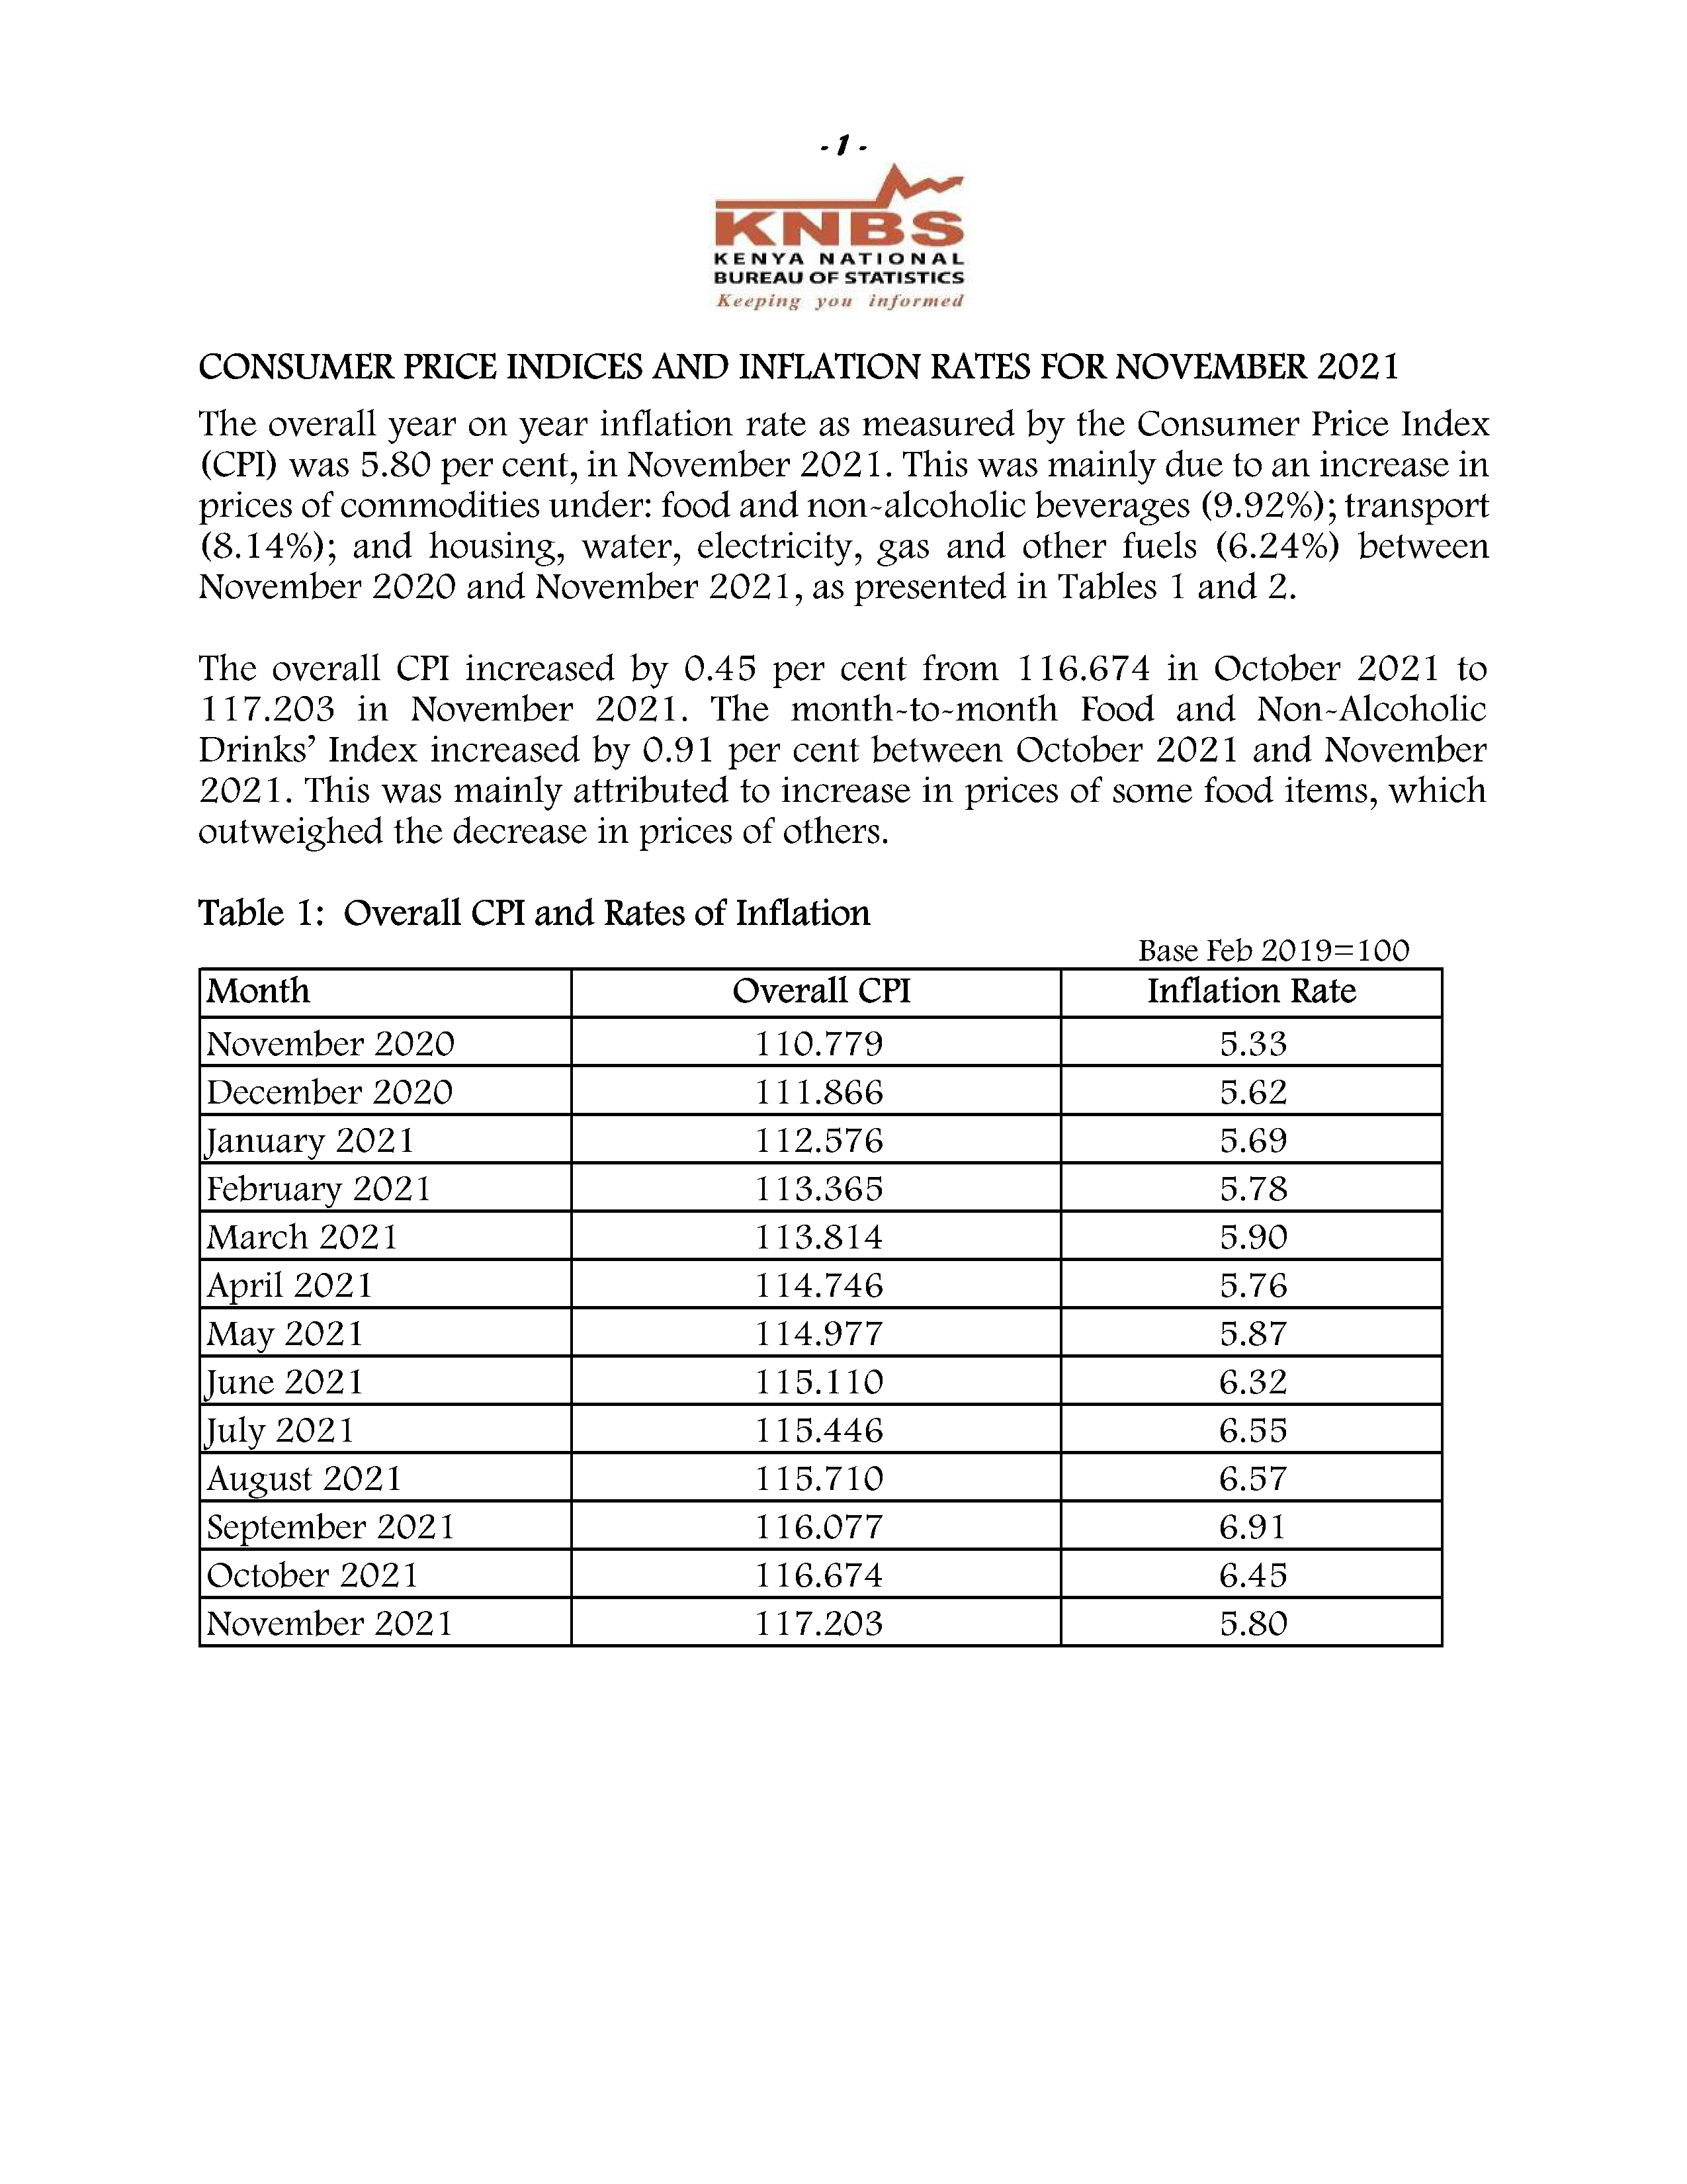 - 1 -
KNBS
KENYA NATIONAL
BUREAU OF STATISTICS
Keeping you informed
CONSUMER PRICE INDICES AND INFLATION RATES FOR NOVEMBER 2021
The overall year on year inflation rate as measured by the Consumer Price Index
(CPI) was 5.80 per cent, in November 2021. This was mainly due to an increase in
prices of commodities under: food and non-alcoholic beverages (9.92%); transport
(8.14%); and housing, water, electricity, gas and other fuels (6.24%) between
November 2020 and November 2021, as presented in Tables 1 and 2.
The overall CPI increased by 0.45 per cent from 116.674 in October 2021 to
117.203 in November 2021. The month-to-month Food and Non-Alcoholic
Drinks’ Index increased by 0.91 per cent between October 2021 and November
2021. This was mainly attributed to increase in prices of some food items, which
outweighed the decrease in prices of others.
Table 1: Overall CPI and Rates of Inflation
Base Feb 2019=100
Month Overall CPI Inflation Rate
November 2020 110.779 5.33
December 2020 111.866 5.62
January 2021 112.576 5.69
February 2021 113.365 5.78
March 2021 113.814 5.90
April 2021 114.746 5.76
May 2021 114.977 5.87
June 2021 115.110 6.32
July 2021 115.446 6.55
August 2021 115.710 6.57
September 2021 116.077 6.91
October 2021 116.674 6.45
November 2021 117.203 5.80